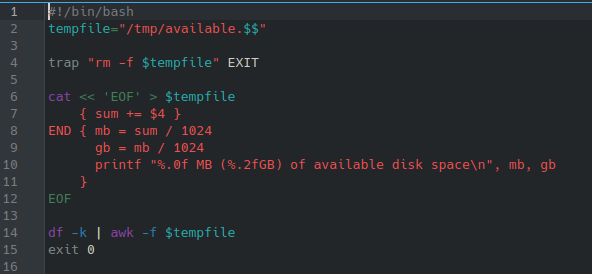 1 #!/bin/bash
2 tempfile="/tmp/available.$$"
3
4 trap "rm -f $tempfile" EXIT
5
6 cat << 'EOF' > $tempfile
7     { sum += $4 }
8 END { mb = sum / 1024
9       gb = mb / 1024
10       printf "%.0f MB (%.2fGB) of available disk space\n", mb, gb
11     }
12 EOF
13
14 df -k | awk -f $tempfile
15 exit 0
16